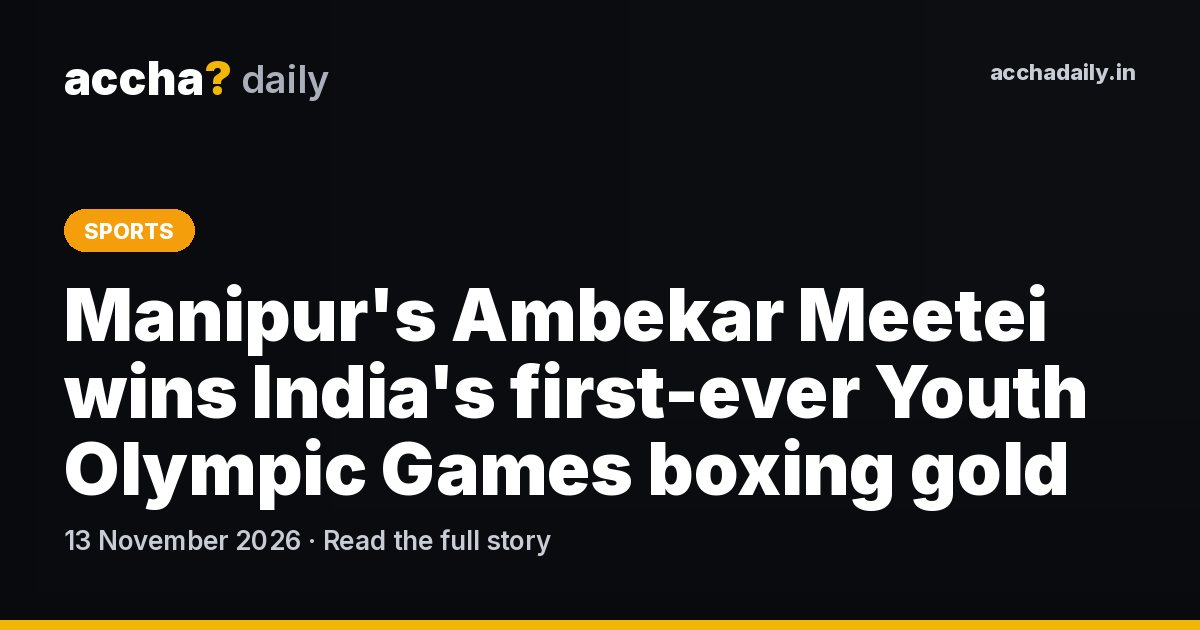 accha? daily
acchadaily.in
SPORTS
Manipur's Ambekar Meetei
wins India's first-ever Youth
Olympic Games boxing gold
13 November 2026 · Read the full story